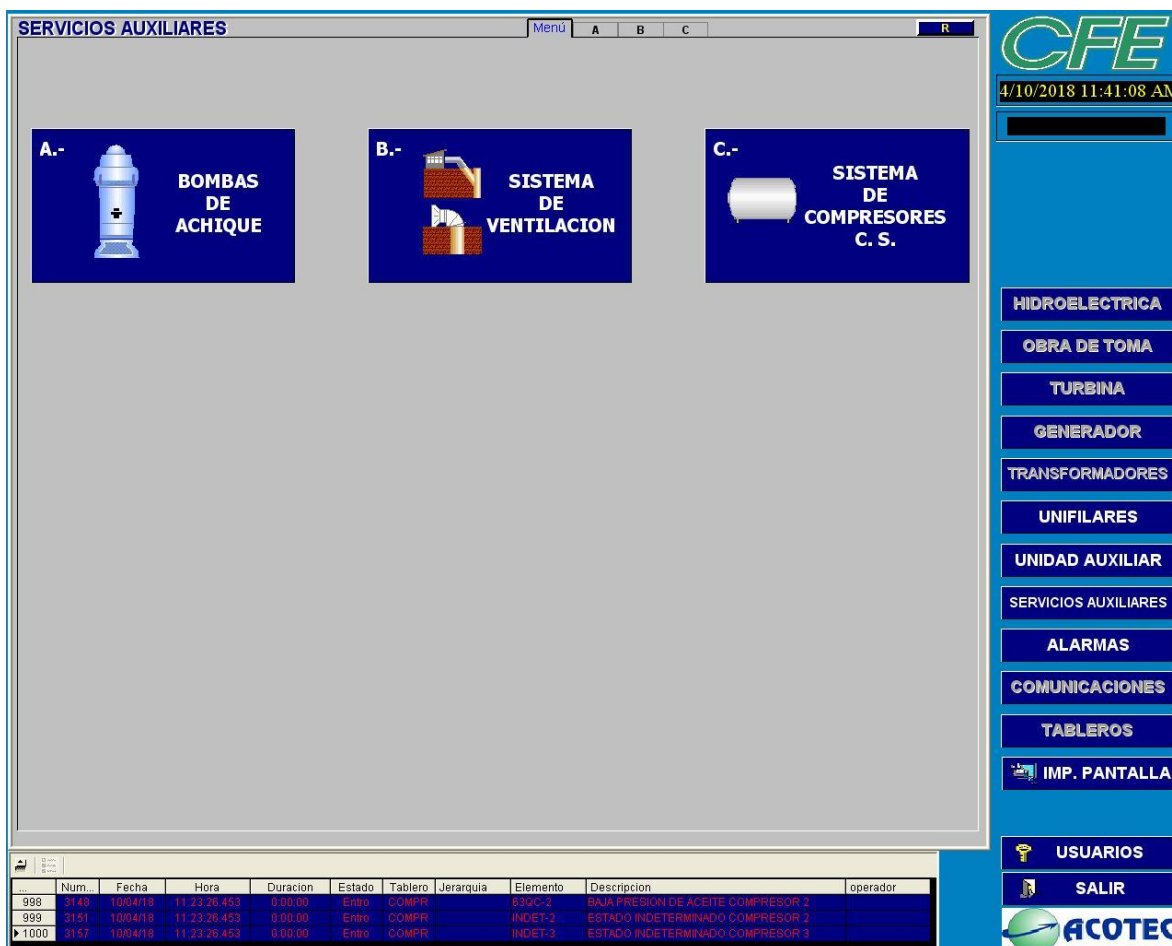 SERVICIOS AUXILIARES
Menú A B C
R
CFE
4/10/2018 11:41:08 AM
A.-
BOMBAS
DE
ACHIQUE
B.-
SISTEMA
DE
VENTILACION
C.-
SISTEMA
DE
COMPRESORES
C. S.
HIDROELECTRICA
OBRA DE TOMA
TURBINA
GENERADOR
TRANSFORMADORES
UNIFILARES
UNIDAD AUXILIAR
SERVICIOS AUXILIARES
ALARMAS
COMUNICACIONES
TABLEROS
IMP. PANTALLA
USUARIOS
SALIR
ACOTEC
... Num... Fecha Hora Duracion Estado Tablero Jerarquia Elemento Descripcion operador
998 3148 10/04/18 11:23:26.453 0:00:00 Entro COMPR 63QC-2 BAJA PRESION DE ACEITE COMPRESOR 2
999 3151 10/04/18 11:23:26.453 0:00:00 Entro COMPR INDET-2 ESTADO INDETERMINADO COMPRESOR 2
1000 3157 10/04/18 11:23:26.453 0:00:00 Entro COMPR INDET-3 ESTADO INDETERMINADO COMPRESOR 3